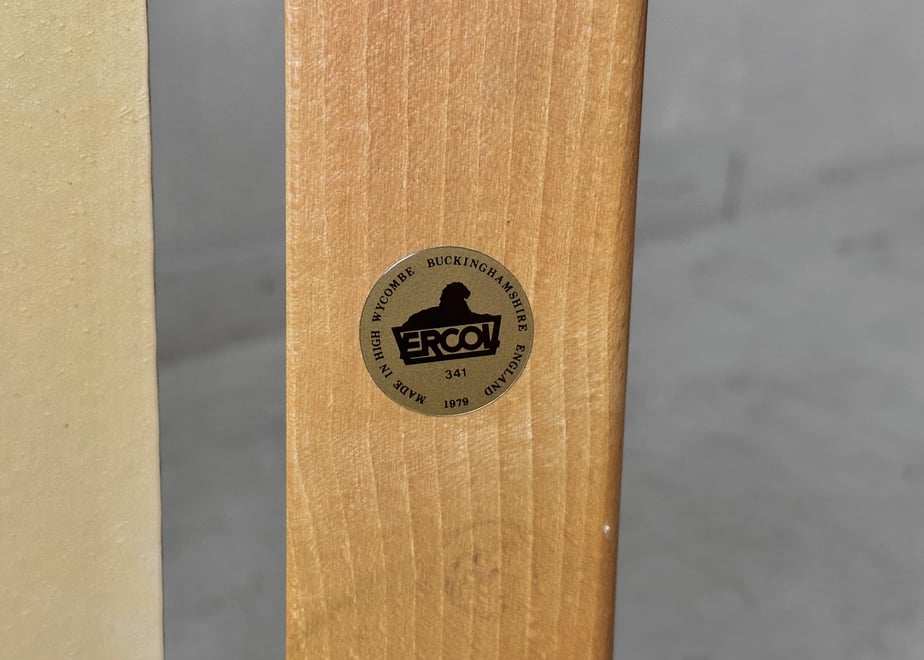 MADE IN HIGH WYCOMBE BUCKINGHAMSHIRE ENGLAND
ERCOL
341
1979